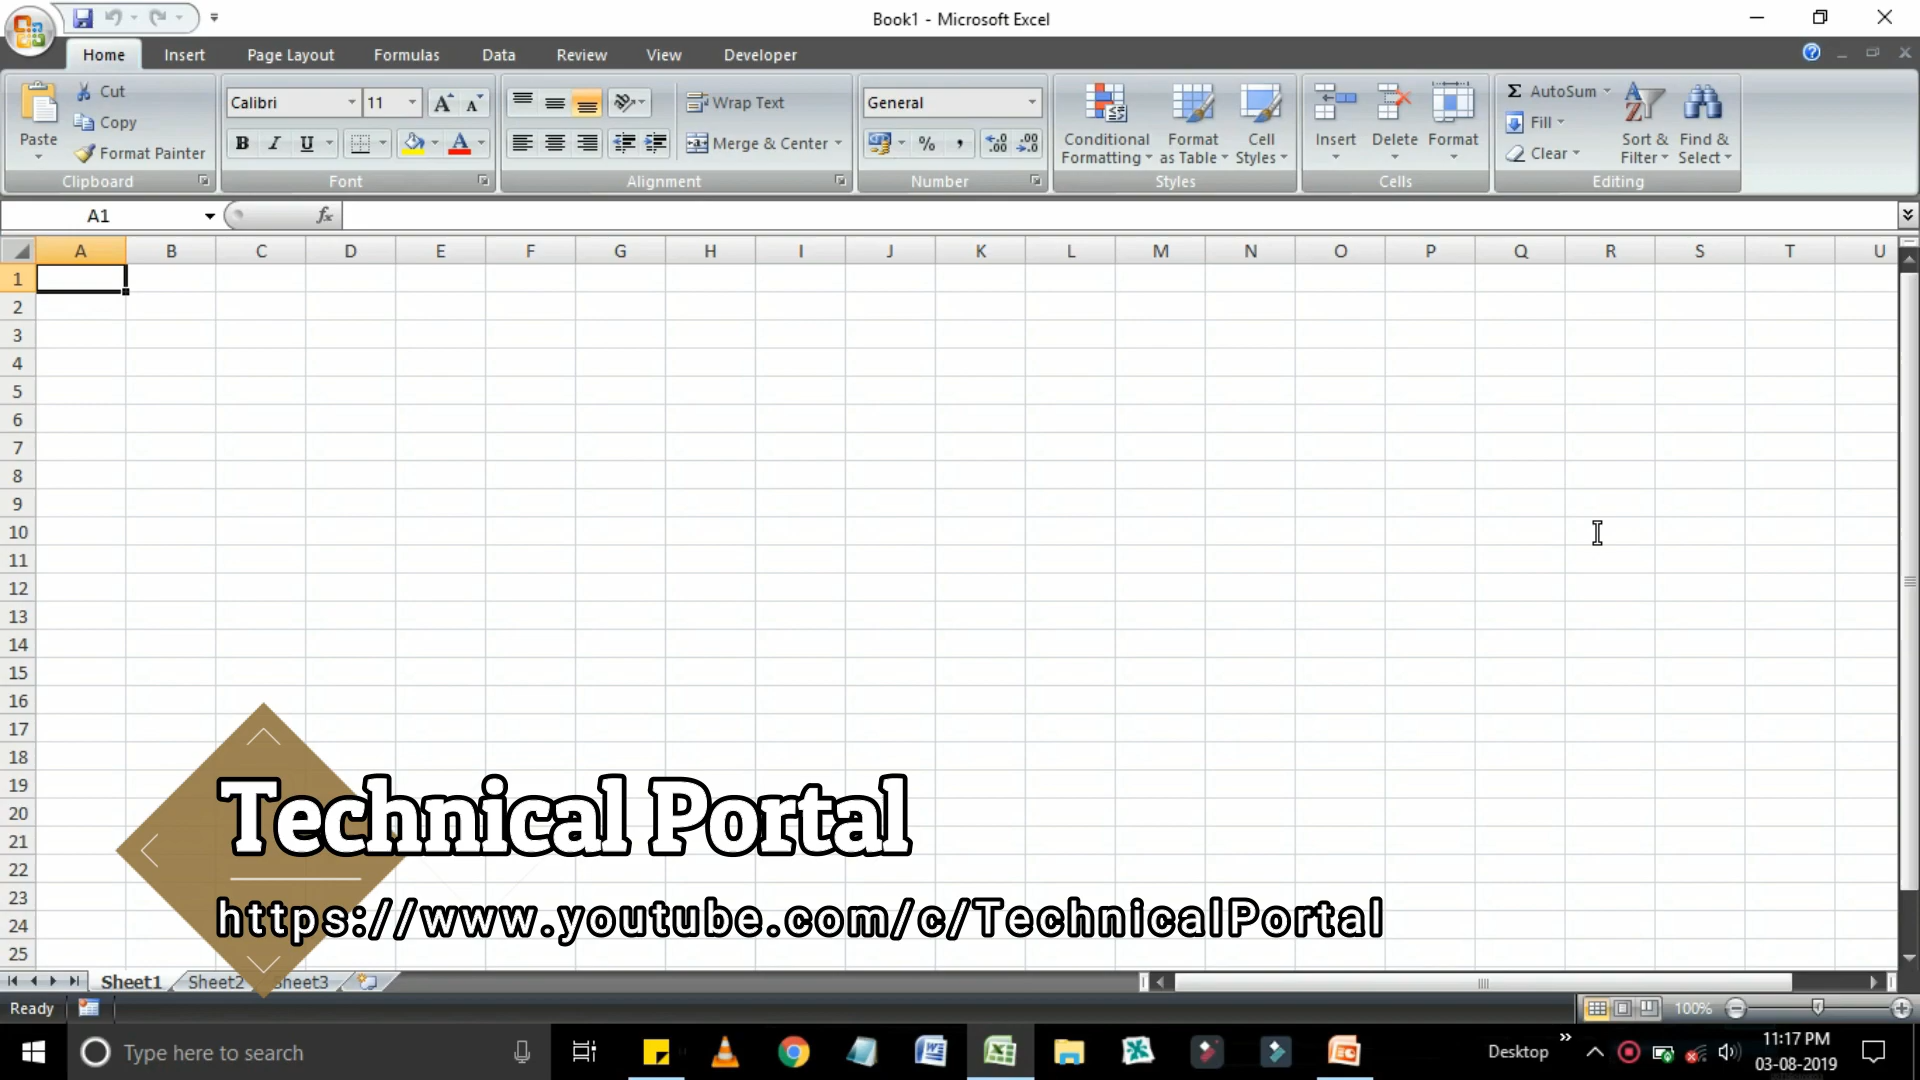 Book1 - Microsoft Excel
Home Insert Page Layout Formulas Data Review View Developer
Paste
Cut
Copy
Format Painter
Clipboard
Calibri 11
B I U
Font
Wrap Text
Merge & Center
Alignment
General
% ,
Number
Conditional Formatting
Format as Table
Cell Styles
Styles
Insert Delete Format
Cells
Σ AutoSum
Fill
Clear
Sort & Filter
Find & Select
Editing
A1 fx
A B C D E F G H I J K L M N O P Q R S T U
1
2
3
4
5
6
7
8
9
10
11
12
13
14
15
16
17
18
19
20
21
22
23
24
25
Technical Portal
https://www.youtube.com/c/TechnicalPortal
Sheet1 Sheet2 Sheet3
Ready 100%
Type here to search Desktop 11:17 PM
03-08-2019